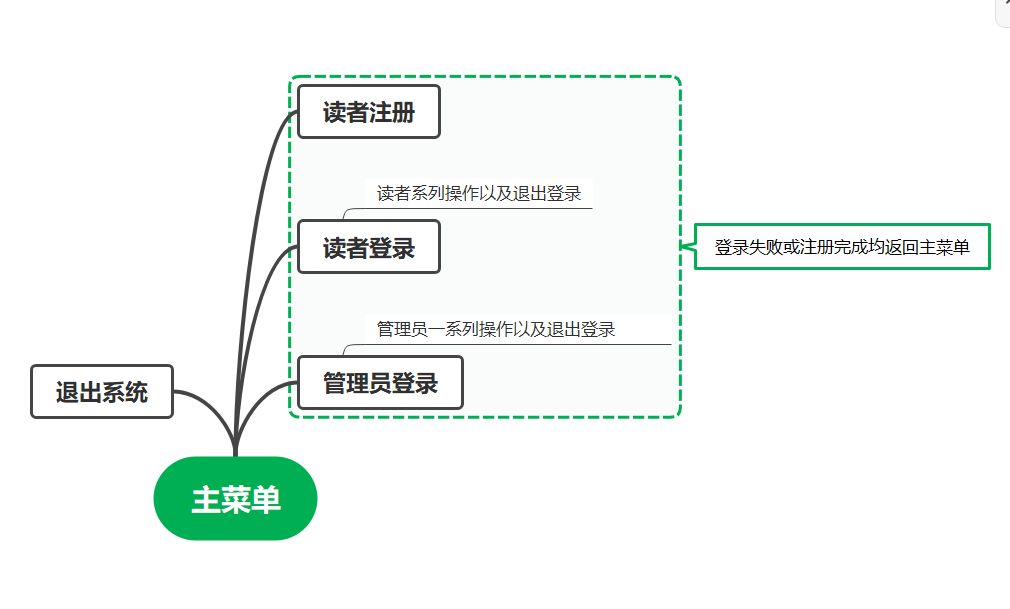 读者注册
读者系列操作以及退出登录
读者登录
登录失败或注册完成均返回主菜单
管理员一系列操作以及退出登录
管理员登录
退出系统
主菜单